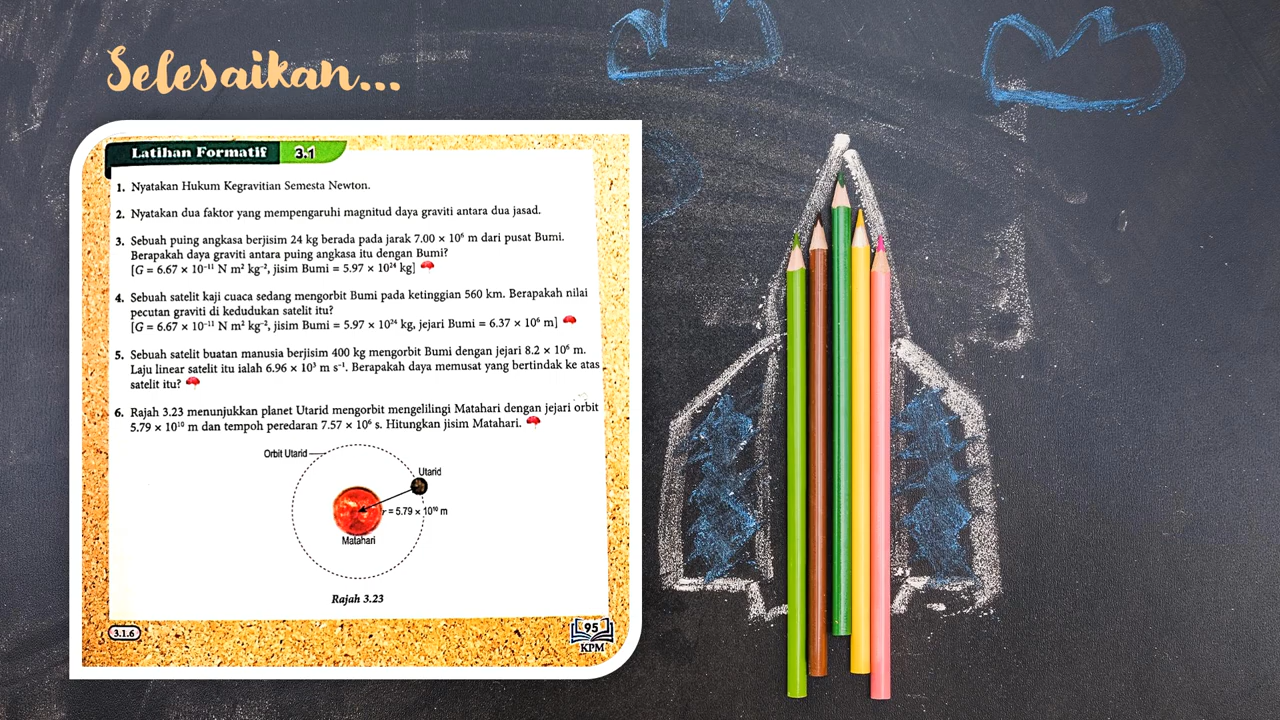 Selesaikan...
Latihan Formatif 3.1
1. Nyatakan Hukum Kegravitian Semesta Newton.
2. Nyatakan dua faktor yang mempengaruhi magnitud daya graviti antara dua jasad.
3. Sebuah puing angkasa berjisim 24 kg berada pada jarak 7.00 × 10⁶ m dari pusat Bumi.
Berapakah daya graviti antara puing angkasa itu dengan Bumi?
[G = 6.67 × 10⁻¹¹ N m² kg⁻², jisim Bumi = 5.97 × 10²⁴ kg]
4. Sebuah satelit kaji cuaca sedang mengorbit Bumi pada ketinggian 560 km. Berapakah nilai
pecutan graviti di kedudukan satelit itu?
[G = 6.67 × 10⁻¹¹ N m² kg⁻², jisim Bumi = 5.97 × 10²⁴ kg, jejari Bumi = 6.37 × 10⁶ m]
5. Sebuah satelit buatan manusia berjisim 400 kg mengorbit Bumi dengan jejari 8.2 × 10⁶ m.
Laju linear satelit itu ialah 6.96 × 10³ m s⁻¹. Berapakah daya memusat yang bertindak ke atas
satelit itu?
6. Rajah 3.23 menunjukkan planet Utarid mengorbit mengelilingi Matahari dengan jejari orbit
5.79 × 10¹⁰ m dan tempoh peredaran 7.57 × 10⁶ s. Hitungkan jisim Matahari.
Orbit Utarid
Utarid
r = 5.79 × 10¹⁰ m
Matahari
Rajah 3.23
3.1.6
95
KPM